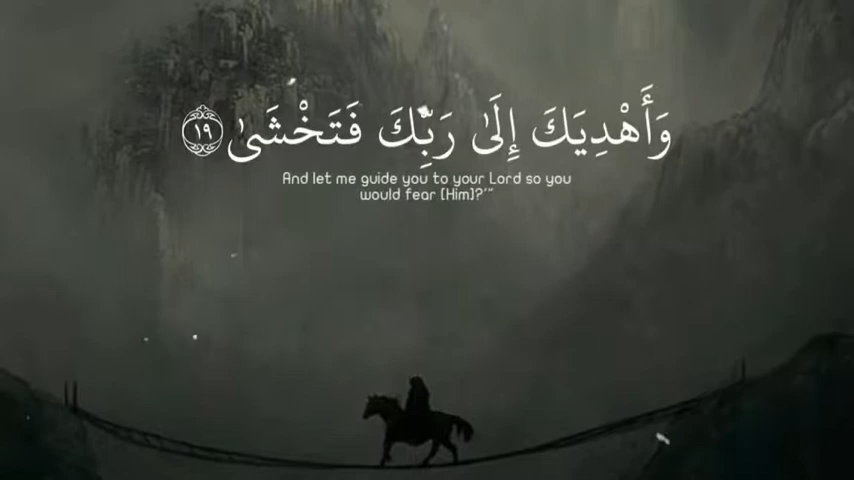 وَأَهْدِيَكَ إِلَىٰ رَبِّكَ فَتَخْشَىٰ ١٩
And let me guide you to your Lord so you
would fear [Him]?'"